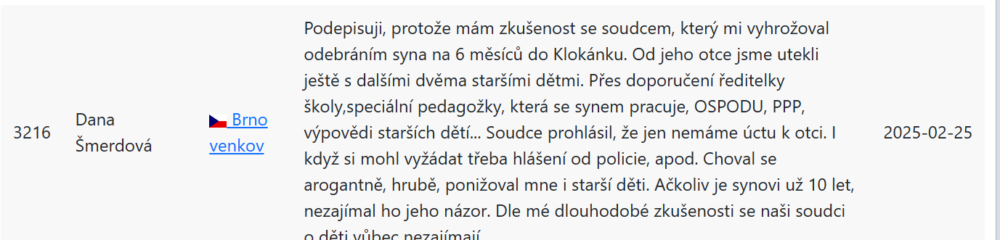 Podepisuji, protože mám zkušenost se soudcem, který mi vyhrožoval
odebráním syna na 6 měsíců do Klokánku. Od jeho otce jsme utekli
ještě s dalšími dvěma staršími dětmi. Přes doporučení ředitelky
školy,speciální pedagožky, která se synem pracuje, OSPODU, PPP,
3216
Dana
Šmerdová
Brno
venkov
výpovědi starších dětí... Soudce prohlásil, že jen nemáme úctu k otci. I
2025-02-25
když si mohl vyžádat třeba hlášení od policie, apod. Choval se
arogantně, hrubě, ponižoval mne i starší děti. Ačkoliv je synovi už 10 let,
nezajímal ho jeho názor. Dle mé dlouhodobé zkušenosti se naši soudci
o děti vůbec nezajímají